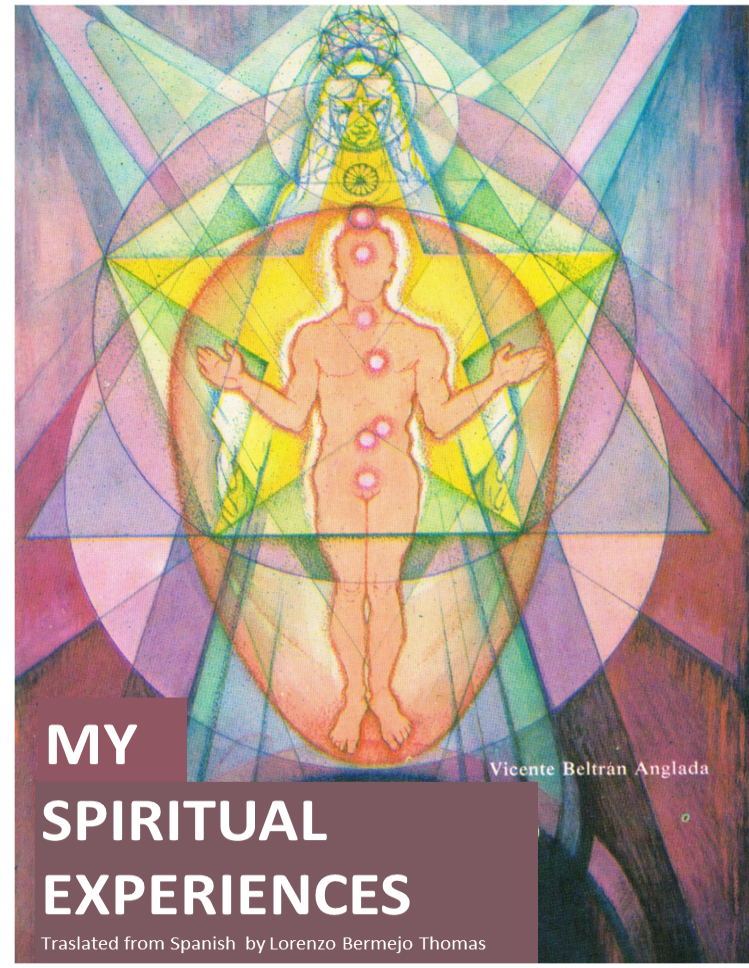 Vicente Beltrán Anglada
MY
SPIRITUAL
EXPERIENCES
Traslated from Spanish by Lorenzo Bermejo Thomas